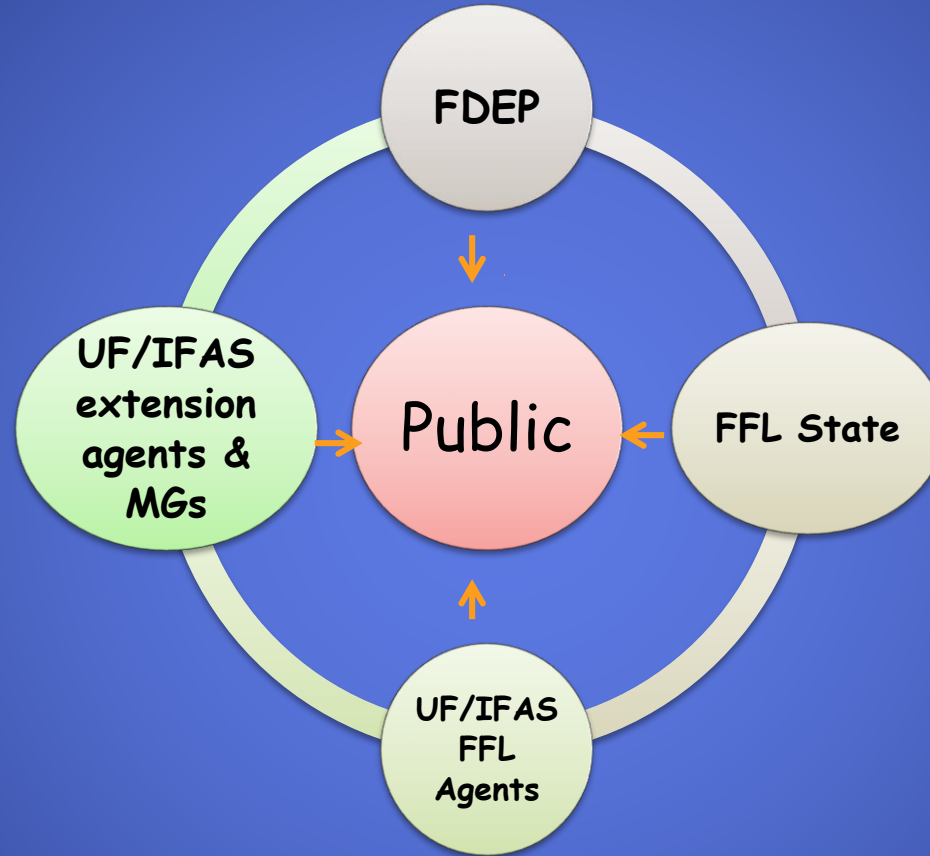 FDEP
UF/IFAS
extension
agents &
MGs
Public
FFL State
UF/IFAS
FFL
Agents